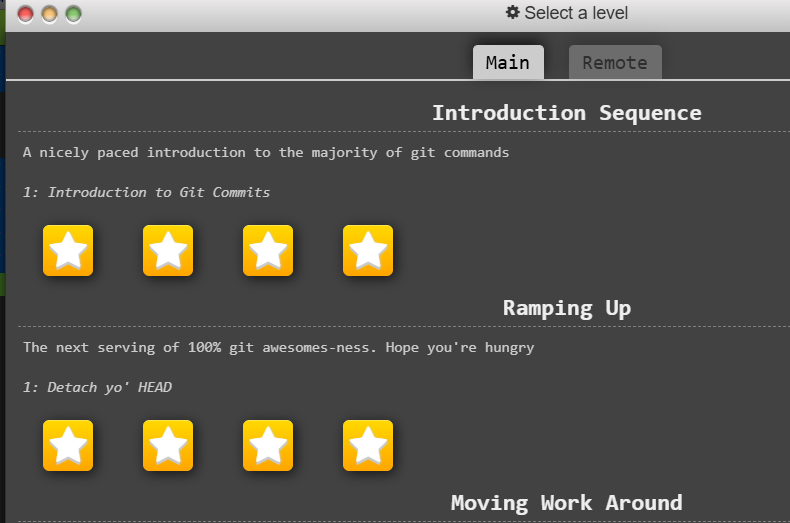 Select a level
Main Remote
Introduction Sequence
A nicely paced introduction to the majority of git commands
1: Introduction to Git Commits
Ramping Up
The next serving of 100% git awesomes-ness. Hope you're hungry
1: Detach yo' HEAD
Moving Work Around